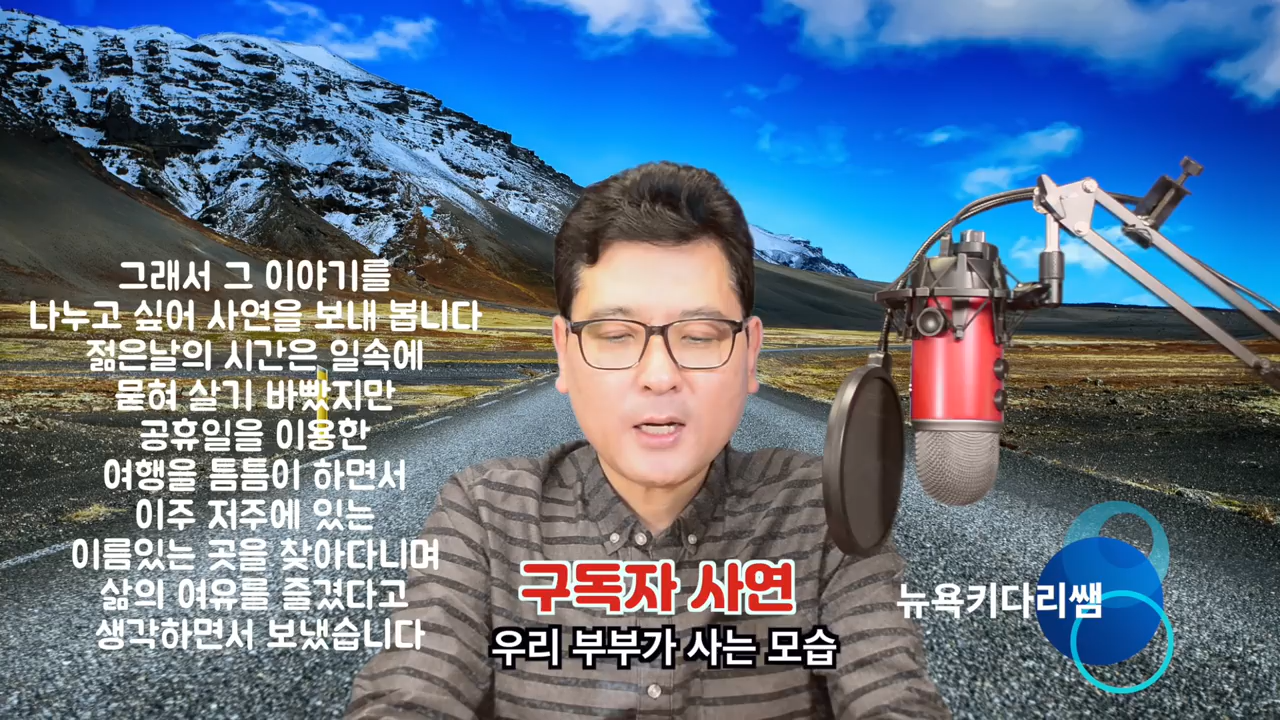 그래서 그 이야기를
나누고 싶어 사연을 보내 봅니다
젊은날의 시간은 일속에
묻혀 살기 바빴지만
공휴일을 이용한
여행을 틈틈이 하면서
이주 저주에 있는
이름있는 곳을 찾아다니며
삶의 여유를 즐겼다고
생각하면서 보냈습니다
구독자 사연
우리 부부가 사는 모습
뉴욕키다리쌤